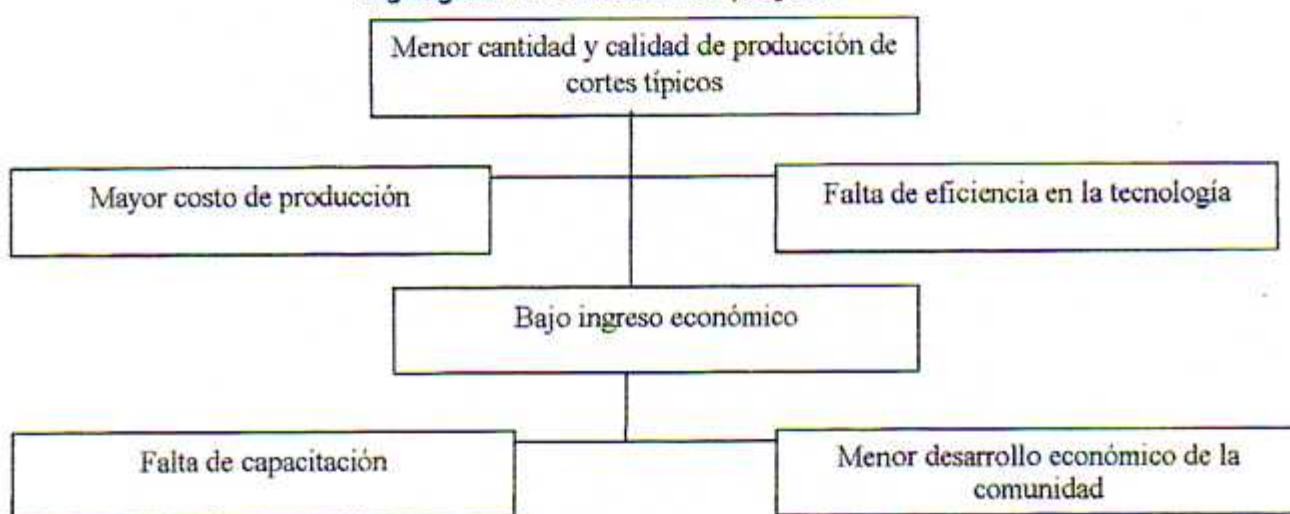 Menor cantidad y calidad de producción de
cortes típicos
Mayor costo de producción
Falta de eficiencia en la tecnología
Bajo ingreso económico
Falta de capacitación
Menor desarrollo económico de la
comunidad